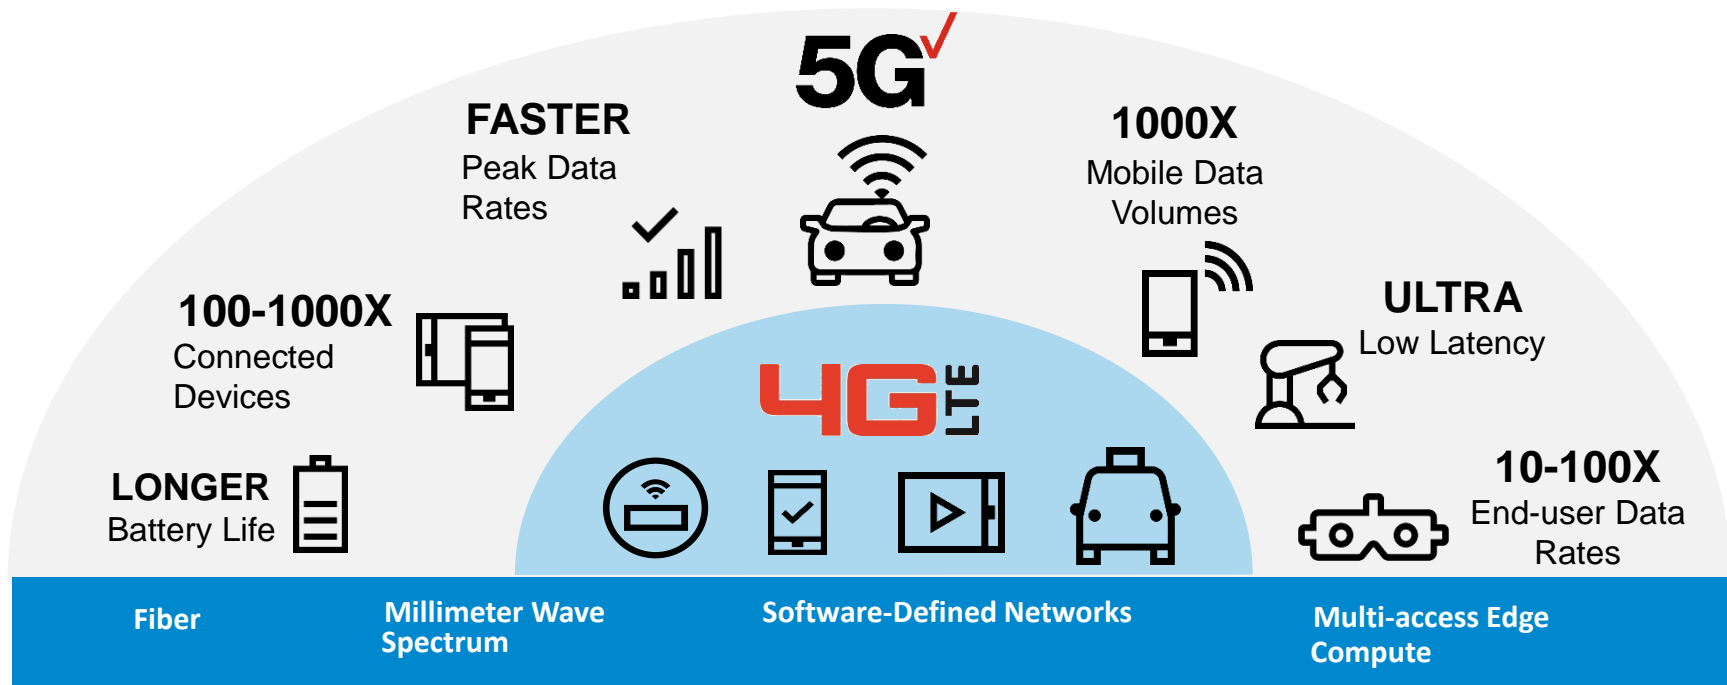 5G
FASTER
Peak Data
Rates
1000X
Mobile Data
Volumes
100-1000X
Connected
Devices
ULTRA
Low Latency
4G LTE
LONGER
Battery Life
10-100X
End-user Data
Rates
Fiber
Millimeter Wave
Spectrum
Software-Defined Networks
Multi-access Edge
Compute